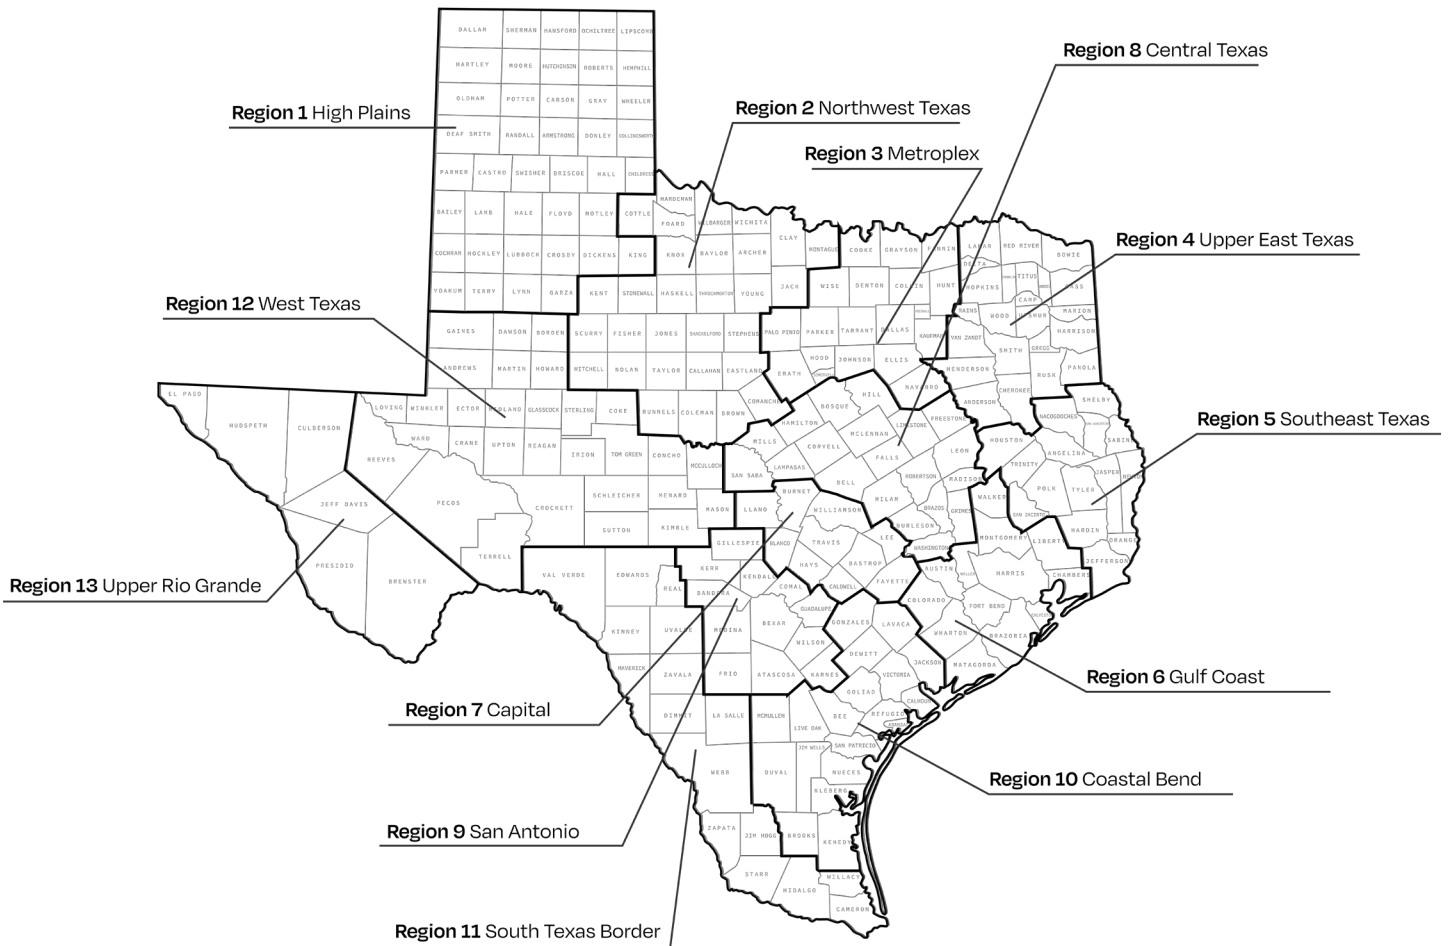 Region 8 Central Texas
Region 1 High Plains
Region 2 Northwest Texas
Region 3 Metroplex
Region 4 Upper East Texas
Region 12 West Texas
Region 5 Southeast Texas
Region 13 Upper Rio Grande
Region 6 Gulf Coast
Region 7 Capital
Region 10 Coastal Bend
Region 9 San Antonio
Region 11 South Texas Border
DALLAM SHERMAN HANSFORD OCHILTREE LIPSCOMB
HARTLEY MOORE HUTCHINSON ROBERTS HEMPHILL
OLDHAM POTTER CARSON GRAY WHEELER
DEAF SMITH RANDALL ARMSTRONG DONLEY COLLINGSWORTH
PARMER CASTRO SWISHER BRISCOE HALL CHILDRESS
HARDEMAN
BAILEY LAMB HALE FLOYD MOTLEY COTTLE FOARD WILBARGER WICHITA
CLAY MONTAGUE COOKE GRAYSON FANNIN LAMAR RED RIVER BOWIE
COCHRAN HOCKLEY LUBBOCK CROSBY DICKENS KING KNOX BAYLOR ARCHER
DELTA TITUS
YOAKUM TERRY LYNN GARZA KENT STONEWALL HASKELL THROCKMORTON YOUNG JACK WISE DENTON COLLIN HUNT HOPKINS CASS
CAMP
RAINS WOOD UPSHUR MARION
GAINES DAWSON BORDEN SCURRY FISHER JONES SHACKELFORD STEPHENS PALO PINTO PARKER TARRANT DALLAS KAUFMAN VAN ZANDT HARRISON
SMITH GREGG
ANDREWS MARTIN HOWARD MITCHELL NOLAN TAYLOR CALLAHAN EASTLAND ERATH HOOD JOHNSON ELLIS HENDERSON RUSK PANOLA
SOMERVELL NAVARRO CHEROKEE
EL PASO HUDSPETH CULBERSON
LOVING WINKLER ECTOR MIDLAND GLASSCOCK STERLING COKE RUNNELS COLEMAN BROWN COMANCHE BOSQUE HILL ANDERSON SHELBY
HAMILTON MCLENNAN LIMESTONE FREESTONE NACOGDOCHES
REEVES WARD CRANE UPTON REAGAN IRION TOM GREEN CONCHO MCCULLOCH MILLS CORYELL FALLS LEON HOUSTON ANGELINA SABINE
SAN SABA LAMPASAS BELL ROBERTSON MADISON TRINITY JASPER
JEFF DAVIS PECOS CROCKETT SCHLEICHER MENARD MASON LLANO BURNET WILLIAMSON MILAM BRAZOS GRIMES WALKER POLK TYLER
SUTTON KIMBLE BURLESON SAN JACINTO HARDIN
TERRELL GILLESPIE BLANCO TRAVIS LEE WASHINGTON MONTGOMERY LIBERTY ORANGE
PRESIDIO BREWSTER VAL VERDE EDWARDS KERR KENDALL HAYS BASTROP FAYETTE AUSTIN WALLER HARRIS CHAMBERS JEFFERSON
REAL BANDERA COMAL CALDWELL COLORADO FORT BEND
GUADALUPE
KINNEY UVALDE MEDINA BEXAR WILSON GONZALES LAVACA WHARTON BRAZORIA
MAVERICK ZAVALA FRIO ATASCOSA KARNES DEWITT JACKSON MATAGORDA
VICTORIA
DIMMIT LA SALLE MCMULLEN LIVE OAK BEE GOLIAD REFUGIO CALHOUN
WEBB DUVAL JIM WELLS SAN PATRICIO
NUECES
KLEBERG
ZAPATA JIM HOGG BROOKS KENEDY
STARR HIDALGO WILLACY
CAMERON